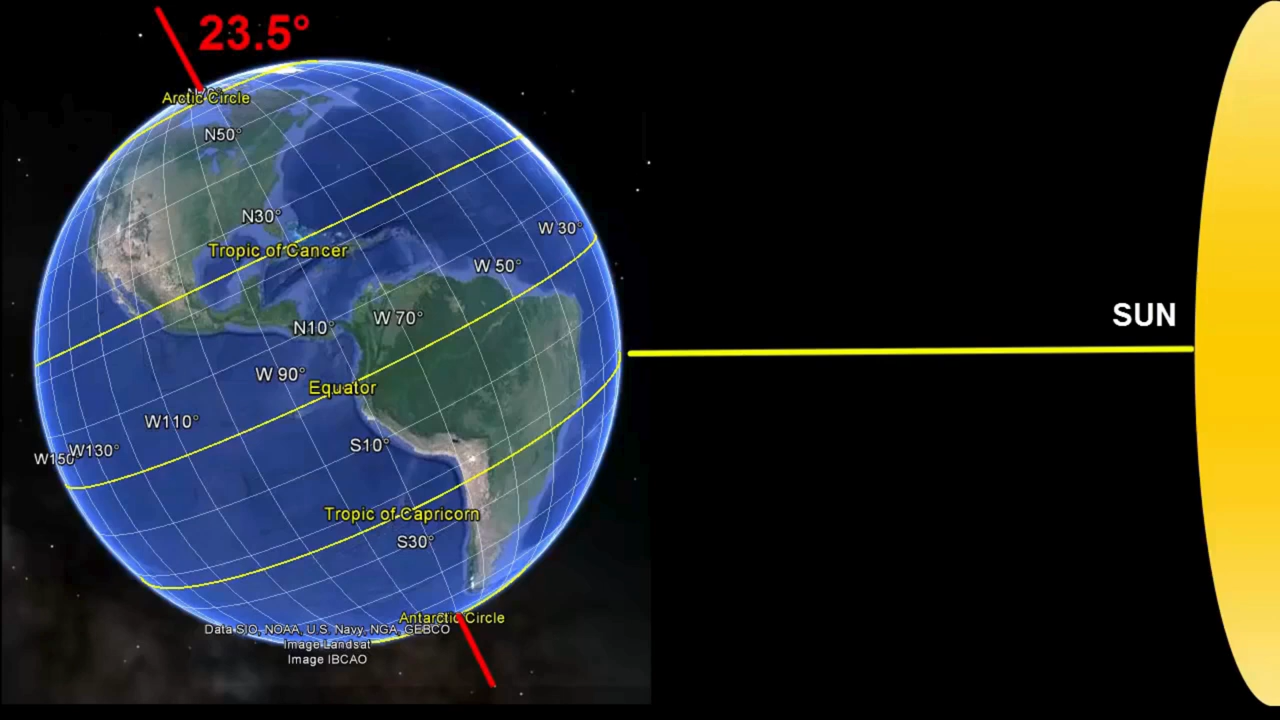 23.5°
Arctic Circle
N50°
N30°
W 30°
Tropic of Cancer
W 50°
N10°
W 70°
SUN
W 90°
Equator
W110°
W130°
W150
S10°
Tropic of Capricorn
S30°
Antarctic Circle
Data SIO, NOAA, U.S. Navy, NGA, GEBCO
Image Landsat
Image IBCAO